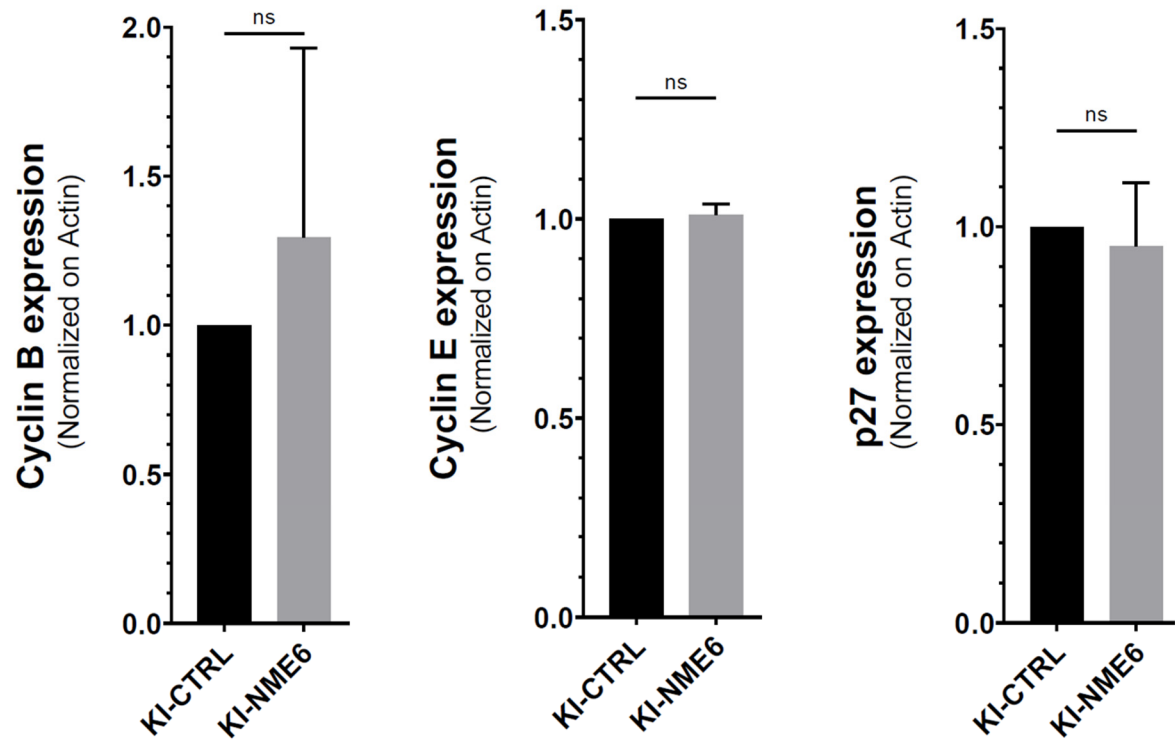 Cyclin B expression
(Normalized on Actin)
2.0
1.5
1.0
0.5
0.0
ns
KI-CTRL
KI-NME6
Cyclin E expression
(Normalized on Actin)
1.5
1.0
0.5
0.0
ns
KI-CTRL
KI-NME6
p27 expression
(Normalized on Actin)
1.5
1.0
0.5
0.0
ns
KI-CTRL
KI-NME6